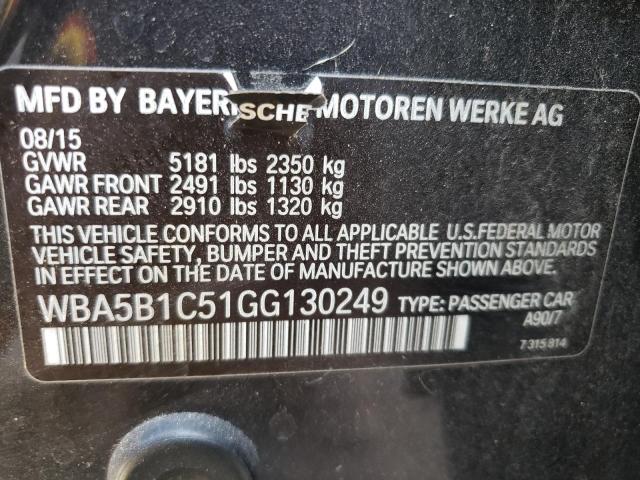 MFD BY BAYERISCHE MOTOREN WERKE AG
08/15
GVWR 5181 lbs 2350 kg
GAWR FRONT 2491 lbs 1130 kg
GAWR REAR 2910 lbs 1320 kg
THIS VEHICLE CONFORMS TO ALL APPLICABLE U.S.FEDERAL MOTOR
VEHICLE SAFETY, BUMPER AND THEFT PREVENTION STANDARDS
IN EFFECT ON THE DATE OF MANUFACTURE SHOWN ABOVE.
WBA5B1C51GG130249 TYPE: PASSENGER CAR
A90/7
7 315 814